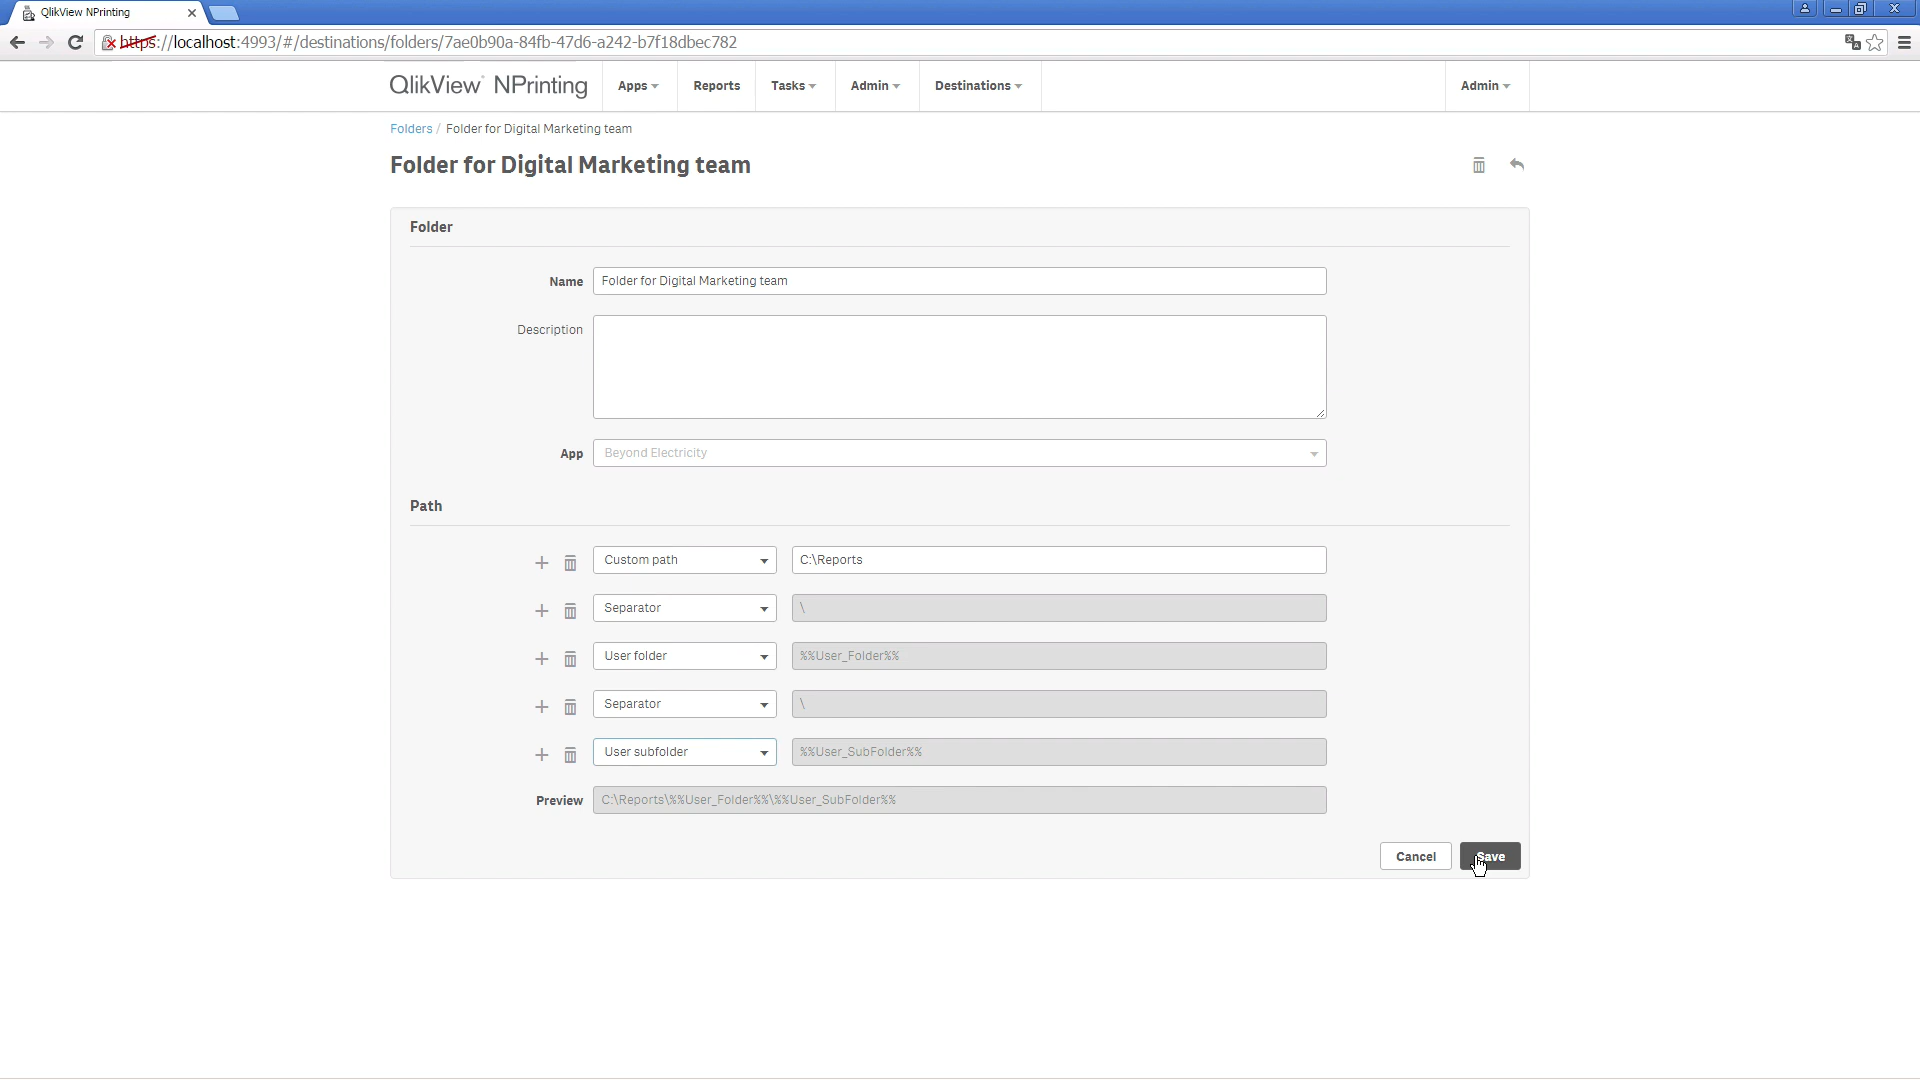 QlikView NPrinting
https://localhost:4993/#/destinations/folders/7ae0b90a-84fb-47d6-a242-b7f18dbec782
QlikView NPrinting Apps Reports Tasks Admin Destinations Admin
Folders / Folder for Digital Marketing team
Folder for Digital Marketing team
Folder
Name Folder for Digital Marketing team
Description
App Beyond Electricity
Path
Custom path C:\Reports
Separator \
User folder %%User_Folder%%
Separator \
User subfolder %%User_SubFolder%%
Preview C:\Reports\%%User_Folder%%\%%User_SubFolder%%
Cancel Save